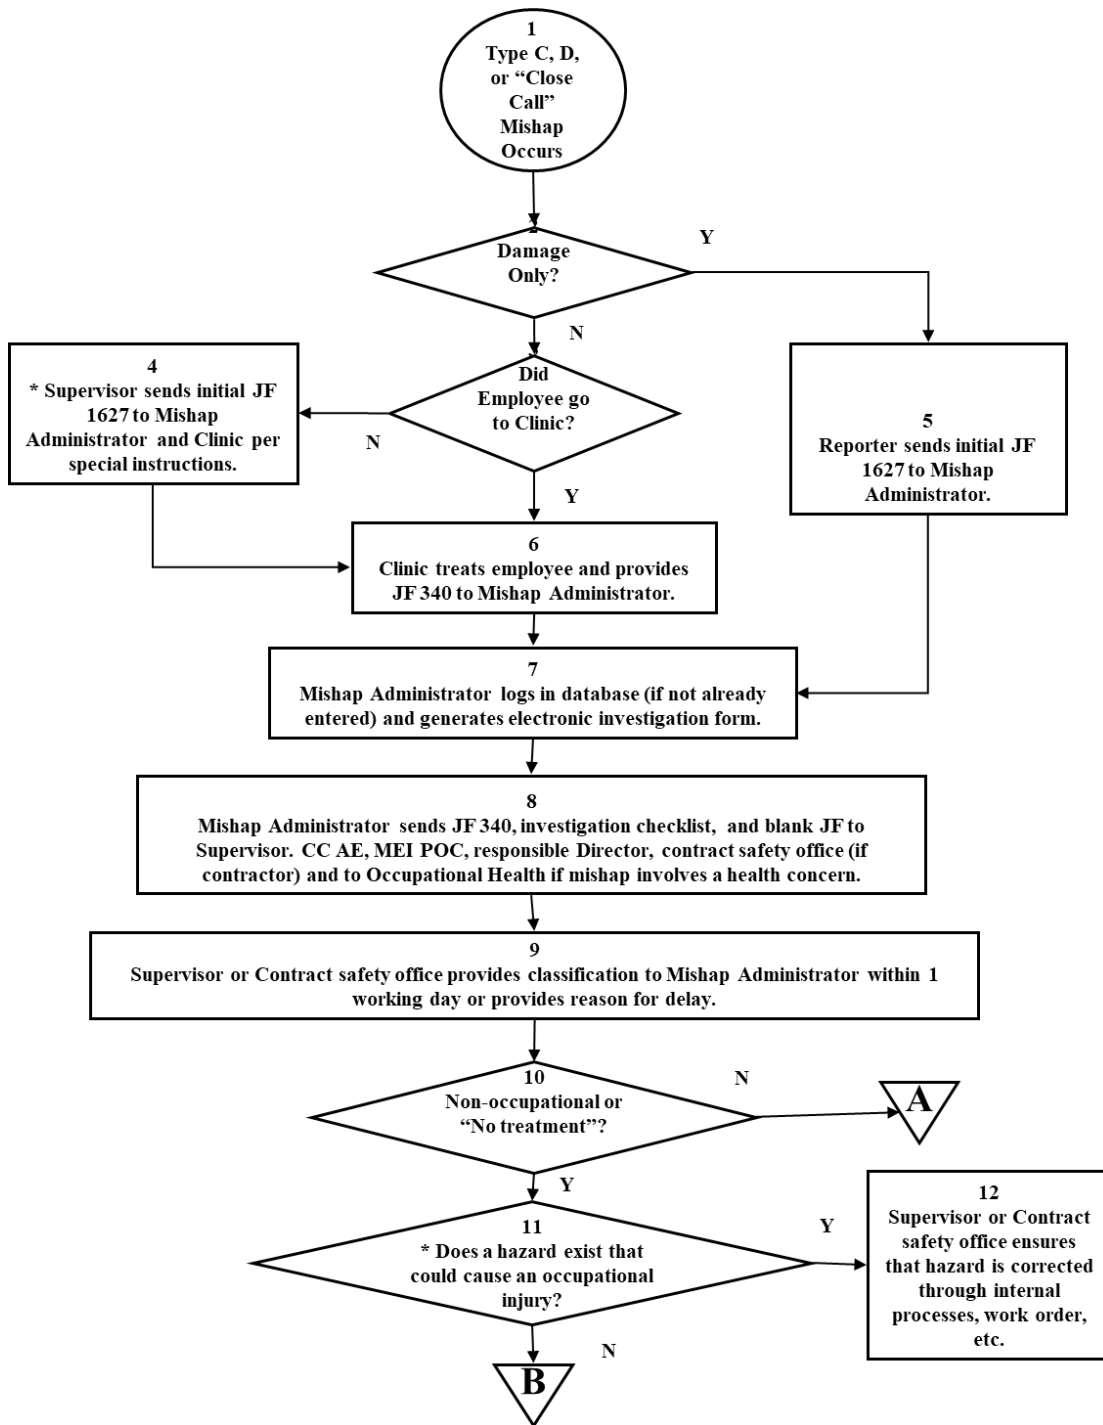 1
Type C, D,
or “Close
Call”
Mishap
Occurs
2
Damage
Only?
Y
N
Did
Employee go
to Clinic?
N
Y
4
* Supervisor sends initial JF
1627 to Mishap
Administrator and Clinic per
special instructions.
5
Reporter sends initial JF
1627 to Mishap
Administrator.
6
Clinic treats employee and provides
JF 340 to Mishap Administrator.
7
Mishap Administrator logs in database (if not already
entered) and generates electronic investigation form.
8
Mishap Administrator sends JF 340, investigation checklist, and blank JF to
Supervisor. CC AE, MEI POC, responsible Director, contract safety office (if
contractor) and to Occupational Health if mishap involves a health concern.
9
Supervisor or Contract safety office provides classification to Mishap Administrator within 1
working day or provides reason for delay.
10
Non-occupational or
“No treatment”?
N
A
Y
11
* Does a hazard exist that
could cause an occupational
injury?
Y
12
Supervisor or Contract
safety office ensures
that hazard is corrected
through internal
processes, work order,
etc.
N
B